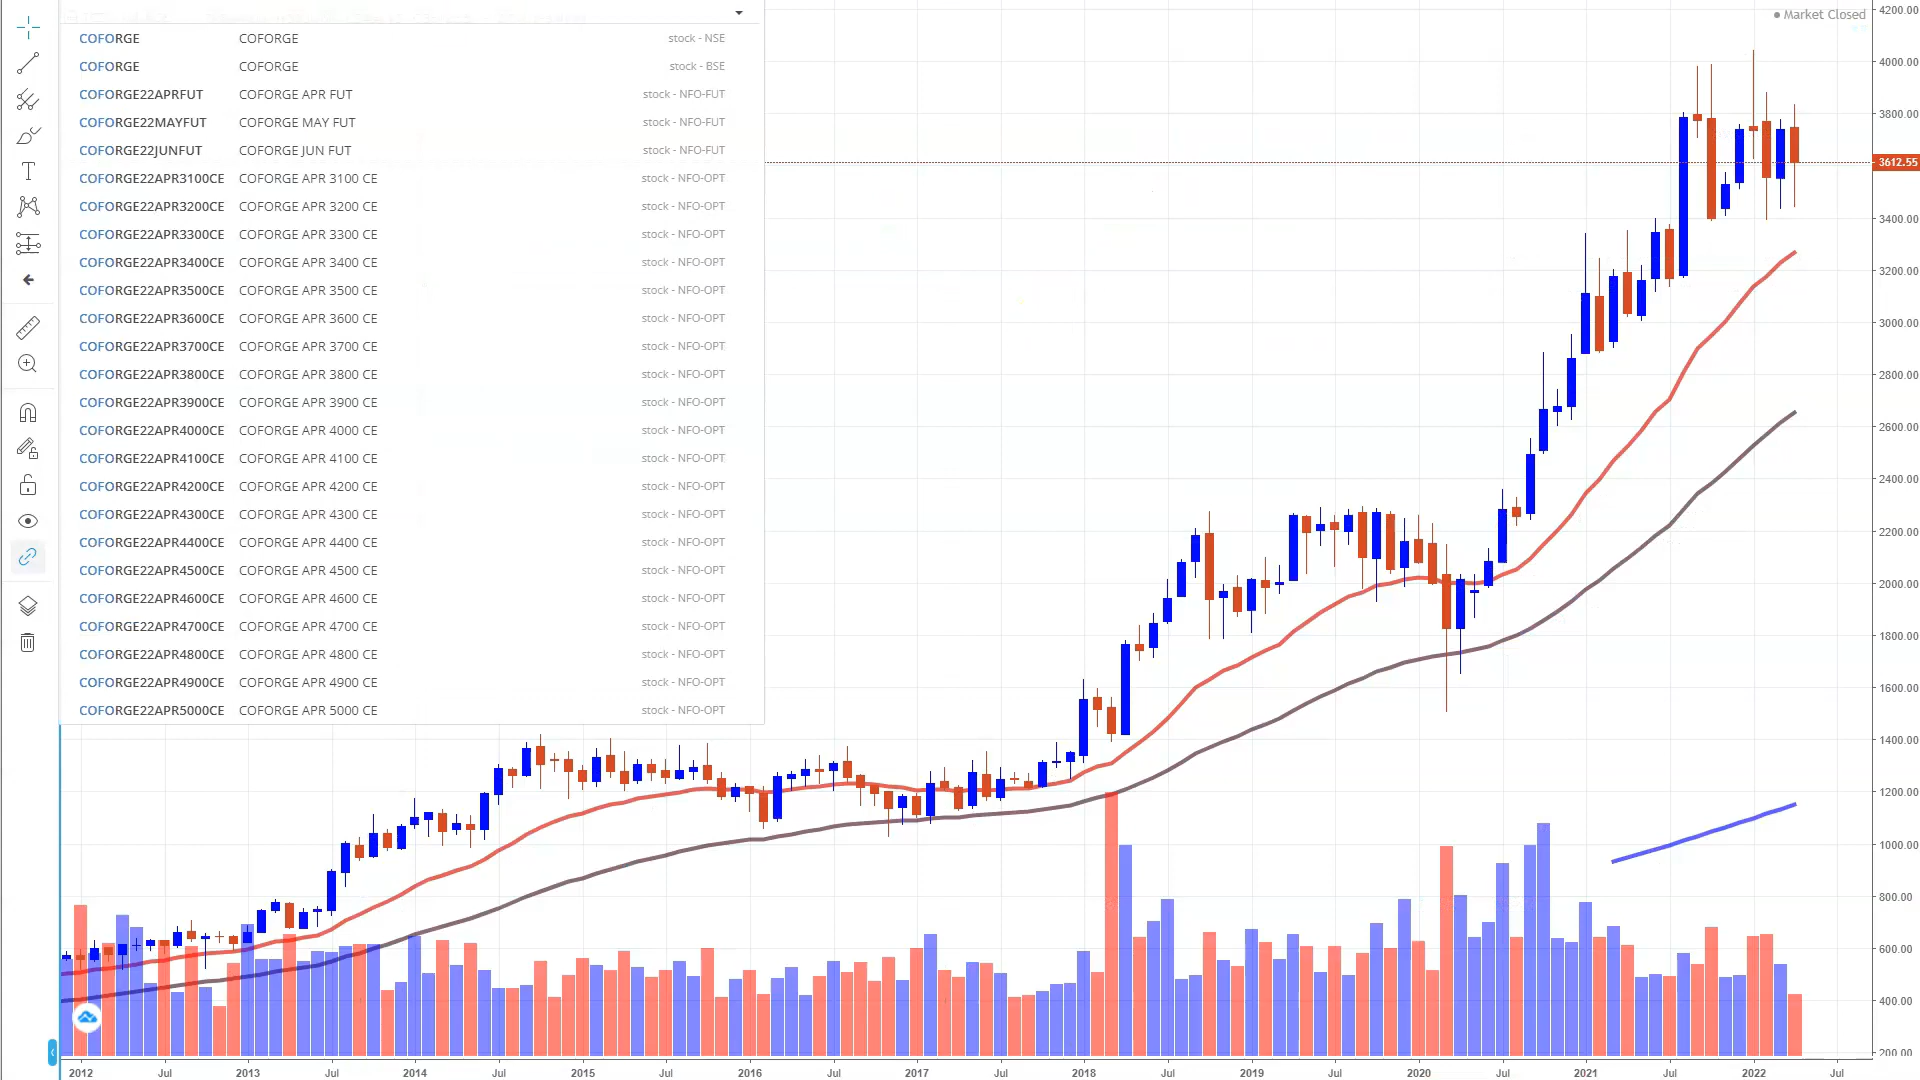 Market Closed
COFORGE COFORGE stock - NSE
COFORGE COFORGE stock - BSE
COFORGE22APRFUT COFORGE APR FUT stock - NFO-FUT
COFORGE22MAYFUT COFORGE MAY FUT stock - NFO-FUT
COFORGE22JUNFUT COFORGE JUN FUT stock - NFO-FUT
COFORGE22APR3100CE COFORGE APR 3100 CE stock - NFO-OPT
COFORGE22APR3200CE COFORGE APR 3200 CE stock - NFO-OPT
COFORGE22APR3300CE COFORGE APR 3300 CE stock - NFO-OPT
COFORGE22APR3400CE COFORGE APR 3400 CE stock - NFO-OPT
COFORGE22APR3500CE COFORGE APR 3500 CE stock - NFO-OPT
COFORGE22APR3600CE COFORGE APR 3600 CE stock - NFO-OPT
COFORGE22APR3700CE COFORGE APR 3700 CE stock - NFO-OPT
COFORGE22APR3800CE COFORGE APR 3800 CE stock - NFO-OPT
COFORGE22APR3900CE COFORGE APR 3900 CE stock - NFO-OPT
COFORGE22APR4000CE COFORGE APR 4000 CE stock - NFO-OPT
COFORGE22APR4100CE COFORGE APR 4100 CE stock - NFO-OPT
COFORGE22APR4200CE COFORGE APR 4200 CE stock - NFO-OPT
COFORGE22APR4300CE COFORGE APR 4300 CE stock - NFO-OPT
COFORGE22APR4400CE COFORGE APR 4400 CE stock - NFO-OPT
COFORGE22APR4500CE COFORGE APR 4500 CE stock - NFO-OPT
COFORGE22APR4600CE COFORGE APR 4600 CE stock - NFO-OPT
COFORGE22APR4700CE COFORGE APR 4700 CE stock - NFO-OPT
COFORGE22APR4800CE COFORGE APR 4800 CE stock - NFO-OPT
COFORGE22APR4900CE COFORGE APR 4900 CE stock - NFO-OPT
COFORGE22APR5000CE COFORGE APR 5000 CE stock - NFO-OPT
4200.00
4000.00
3800.00
3612.55
3400.00
3200.00
3000.00
2800.00
2600.00
2400.00
2200.00
2000.00
1800.00
1600.00
1400.00
1200.00
1000.00
800.00
600.00
400.00
200.00
2012 Jul 2013 Jul 2014 Jul 2015 Jul 2016 Jul 2017 Jul 2018 Jul 2019 Jul 2020 Jul 2021 Jul 2022 Jul